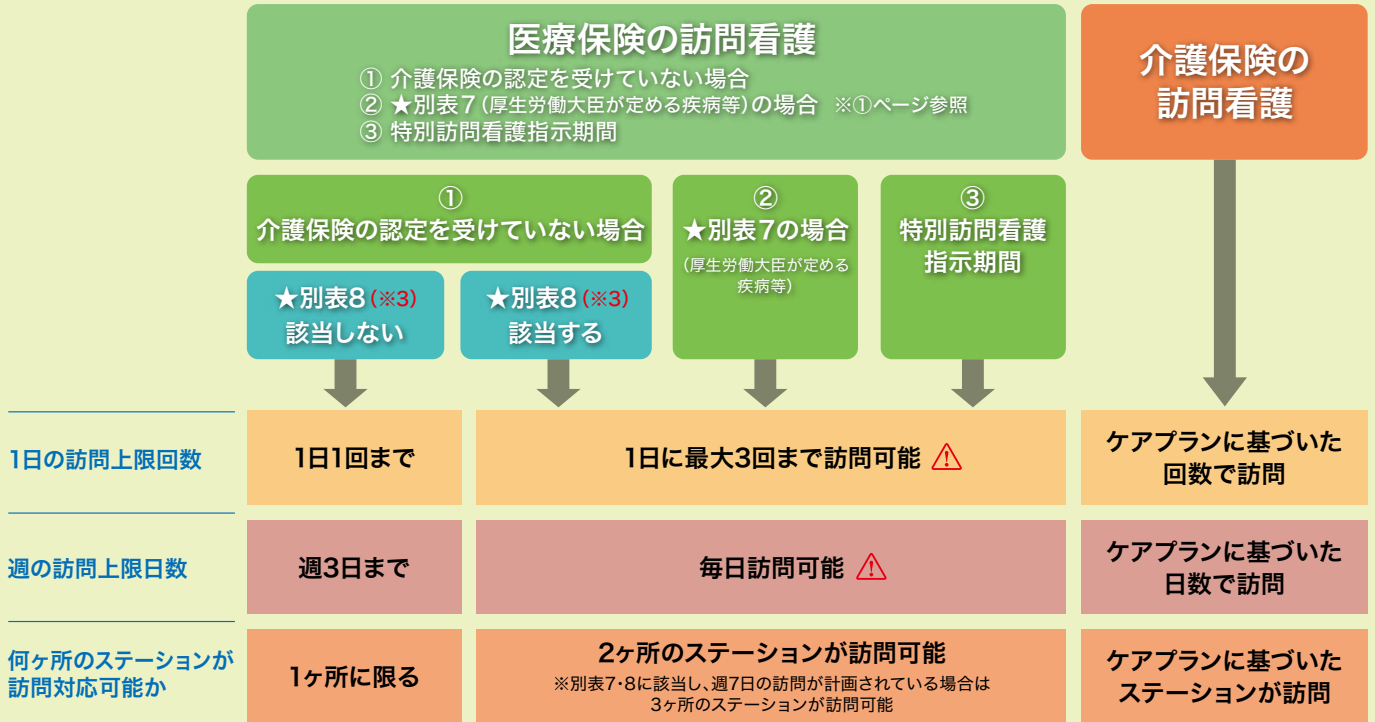 医療保険の訪問看護
① 介護保険の認定を受けていない場合
② ★別表7(厚生労働大臣が定める疾病等)の場合 ※①ページ参照
③ 特別訪問看護指示期間
介護保険の
訪問看護
①
介護保険の認定を受けていない場合
★別表8(※3)
該当しない
★別表8(※3)
該当する
②
★別表7の場合
(厚生労働大臣が定める
疾病等)
③
特別訪問看護
指示期間
1日の訪問上限回数
1日1回まで
1日に最大3回まで訪問可能
ケアプランに基づいた
回数で訪問
週の訪問上限日数
週3日まで
毎日訪問可能
ケアプランに基づいた
日数で訪問
何ヶ所のステーションが
訪問対応可能か
1ヶ所に限る
2ヶ所のステーションが訪問可能
※別表7・8に該当し、週7日の訪問が計画されている場合は
3ヶ所のステーションが訪問可能
ケアプランに基づいた
ステーションが訪問